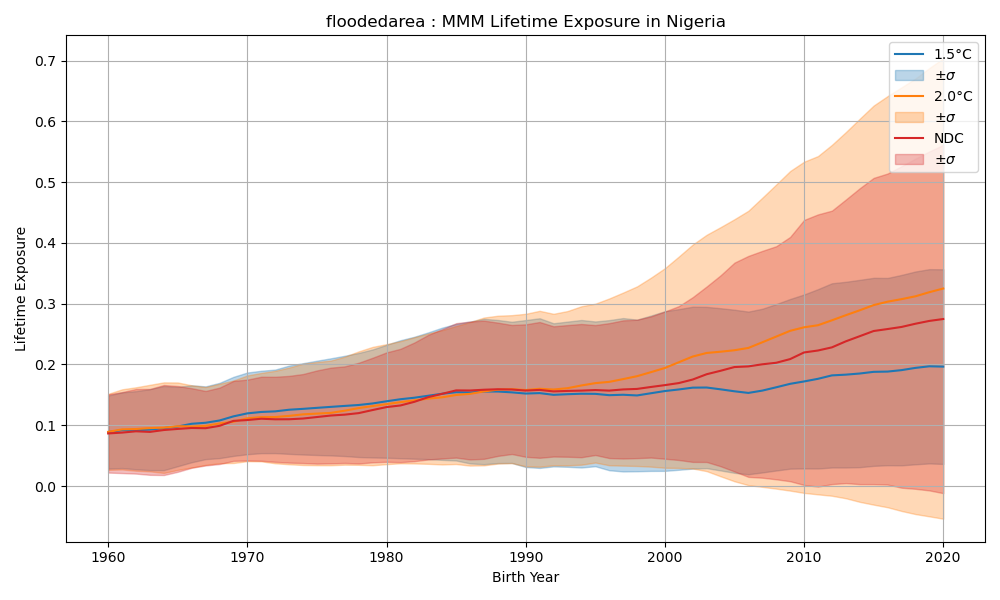 floodedarea : MMM Lifetime Exposure in Nigeria
Lifetime Exposure
0.7
0.6
0.5
0.4
0.3
0.2
0.1
0.0
1.5°C
±σ
2.0°C
±σ
NDC
±σ
1960 1970 1980 1990 2000 2010 2020
Birth Year